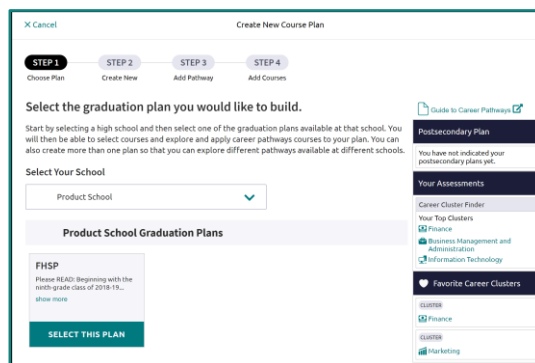 × Cancel
Create New Course Plan
STEP 1
STEP 2
STEP 3
STEP 4
Choose Plan
Create New
Add Pathway
Add Courses
Select the graduation plan you would like to build.
Start by selecting a high school and then select one of the graduation plans available at that school. You
will then be able to select courses and explore and apply career pathways courses to your plan. You can
also create more than one plan so that you can explore different pathways available at different schools.
Select Your School
Product School
Product School Graduation Plans
FHSP
Please READ: Beginning with the
ninth-grade class of 2018-19...
show more
SELECT THIS PLAN
Guide to Career Pathways
Postsecondary Plan
You have not indicated your
postsecondary plans yet.
Your Assessments
Career Cluster Finder
Your Top Clusters
Finance
Business Management and
Administration
Information Technology
Favorite Career Clusters
CLUSTER
Finance
CLUSTER
Marketing